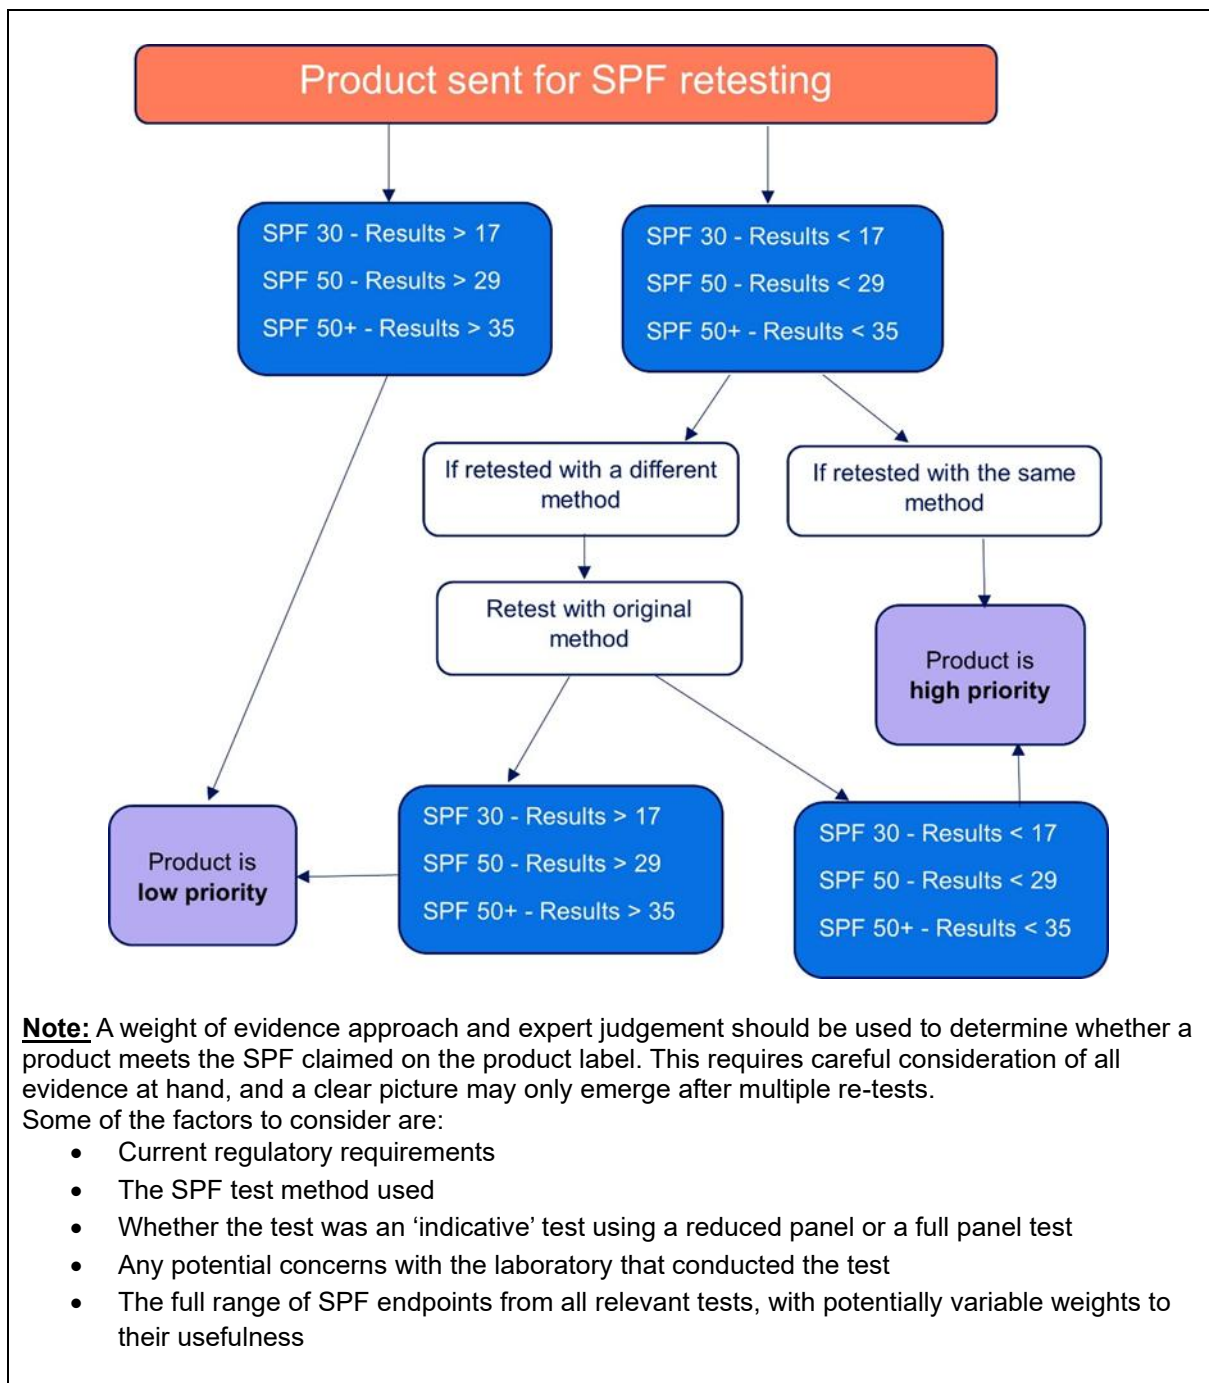 Product sent for SPF retesting
SPF 30 - Results > 17
SPF 50 - Results > 29
SPF 50+ - Results > 35
SPF 30 - Results < 17
SPF 50 - Results < 29
SPF 50+ - Results < 35
If retested with a different
method
If retested with the same
method
Retest with original
method
Product is
high priority
SPF 30 - Results > 17
SPF 50 - Results > 29
SPF 50+ - Results > 35
SPF 30 - Results < 17
SPF 50 - Results < 29
SPF 50+ - Results < 35
Product is
low priority
Note: A weight of evidence approach and expert judgement should be used to determine whether a
product meets the SPF claimed on the product label. This requires careful consideration of all
evidence at hand, and a clear picture may only emerge after multiple re-tests.
Some of the factors to consider are:
• Current regulatory requirements
• The SPF test method used
• Whether the test was an ‘indicative’ test using a reduced panel or a full panel test
• Any potential concerns with the laboratory that conducted the test
• The full range of SPF endpoints from all relevant tests, with potentially variable weights to
their usefulness